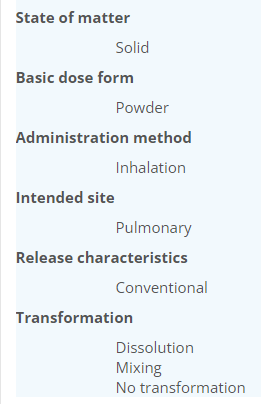 State of matter
Solid
Basic dose form
Powder
Administration method
Inhalation
Intended site
Pulmonary
Release characteristics
Conventional
Transformation
Dissolution
Mixing
No transformation